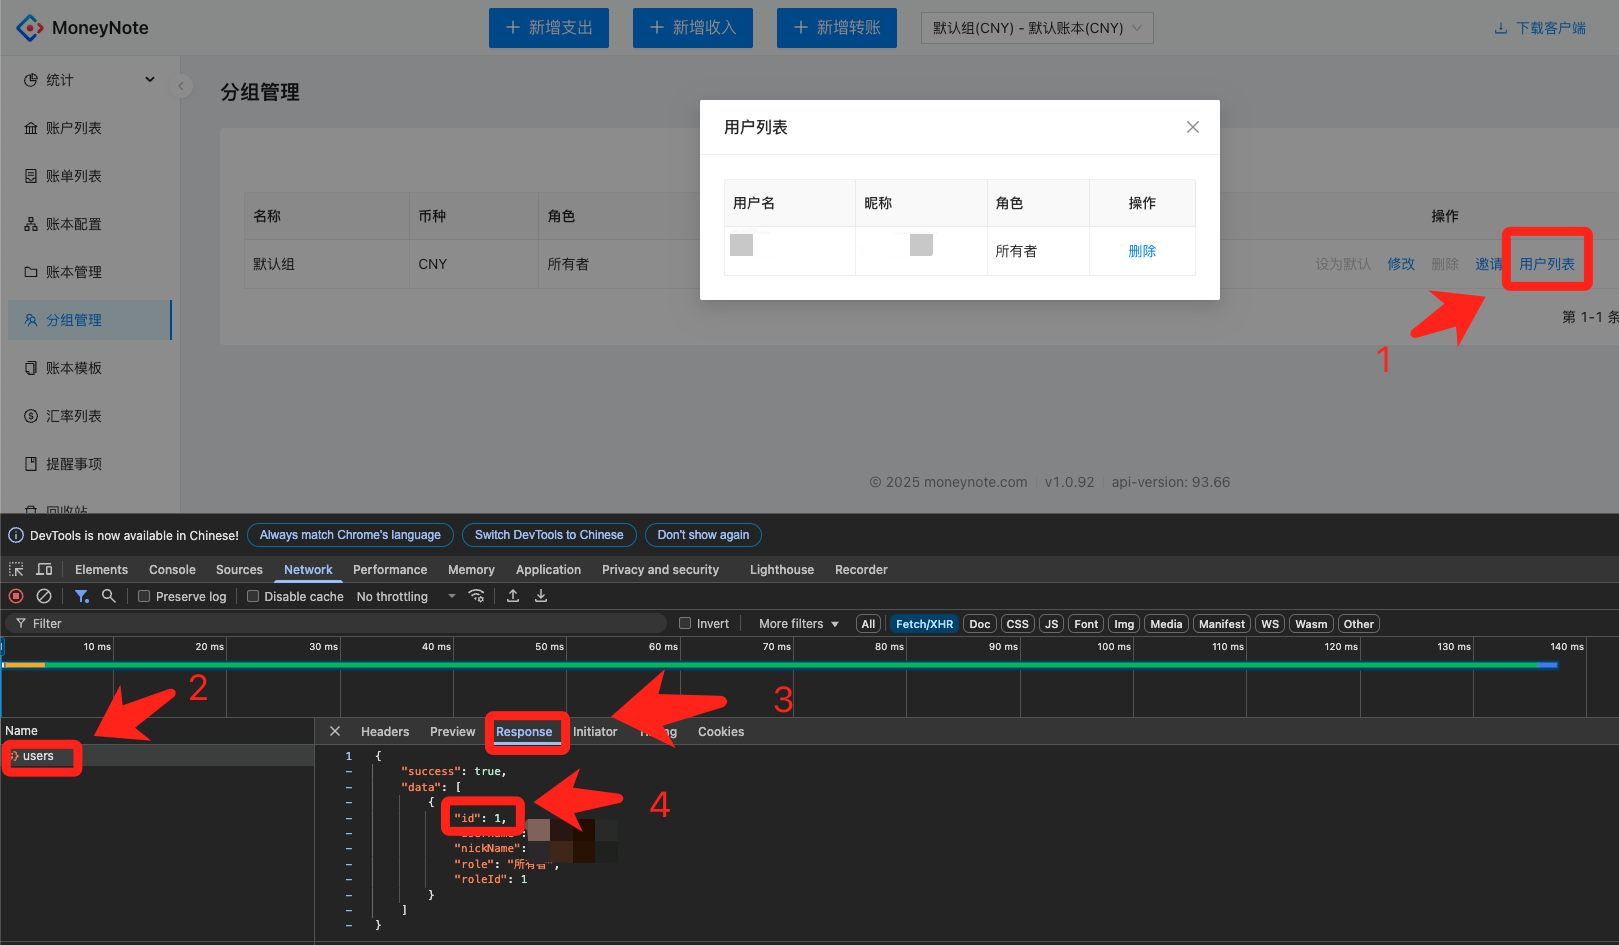 MoneyNote
新增支出
新增收入
新增转账
默认组(CNY) - 默认账本(CNY)
下载客户端
统计
账户列表
账单列表
账本配置
账本管理
分组管理
账本模板
汇率列表
提醒事项
回收站
分组管理
名称 币种 角色 操作
默认组 CNY 所有者 设为默认 修改 删除 邀请 用户列表
第 1-1 条
用户列表
用户名 昵称 角色 操作
所有者 删除
1
© 2025 moneynote.com v1.0.92 api-version: 93.66
DevTools is now available in Chinese! Always match Chrome's language Switch DevTools to Chinese Don't show again
Elements Console Sources Network Performance Memory Application Privacy and security Lighthouse Recorder
Preserve log Disable cache No throttling
Filter Invert More filters All Fetch/XHR Doc CSS JS Font Img Media Manifest WS Wasm Other
10 ms 20 ms 30 ms 40 ms 50 ms 60 ms 70 ms 80 ms 90 ms 100 ms 110 ms 120 ms 130 ms 140 ms
2
3
Name
users
Headers Preview Response Initiator Cookies
4
1 {
- "success": true,
- "data": [
- {
- "id": 1,
-
- "nickName":
- "role": "所有者",
- "roleId": 1
- }
- ]
- }